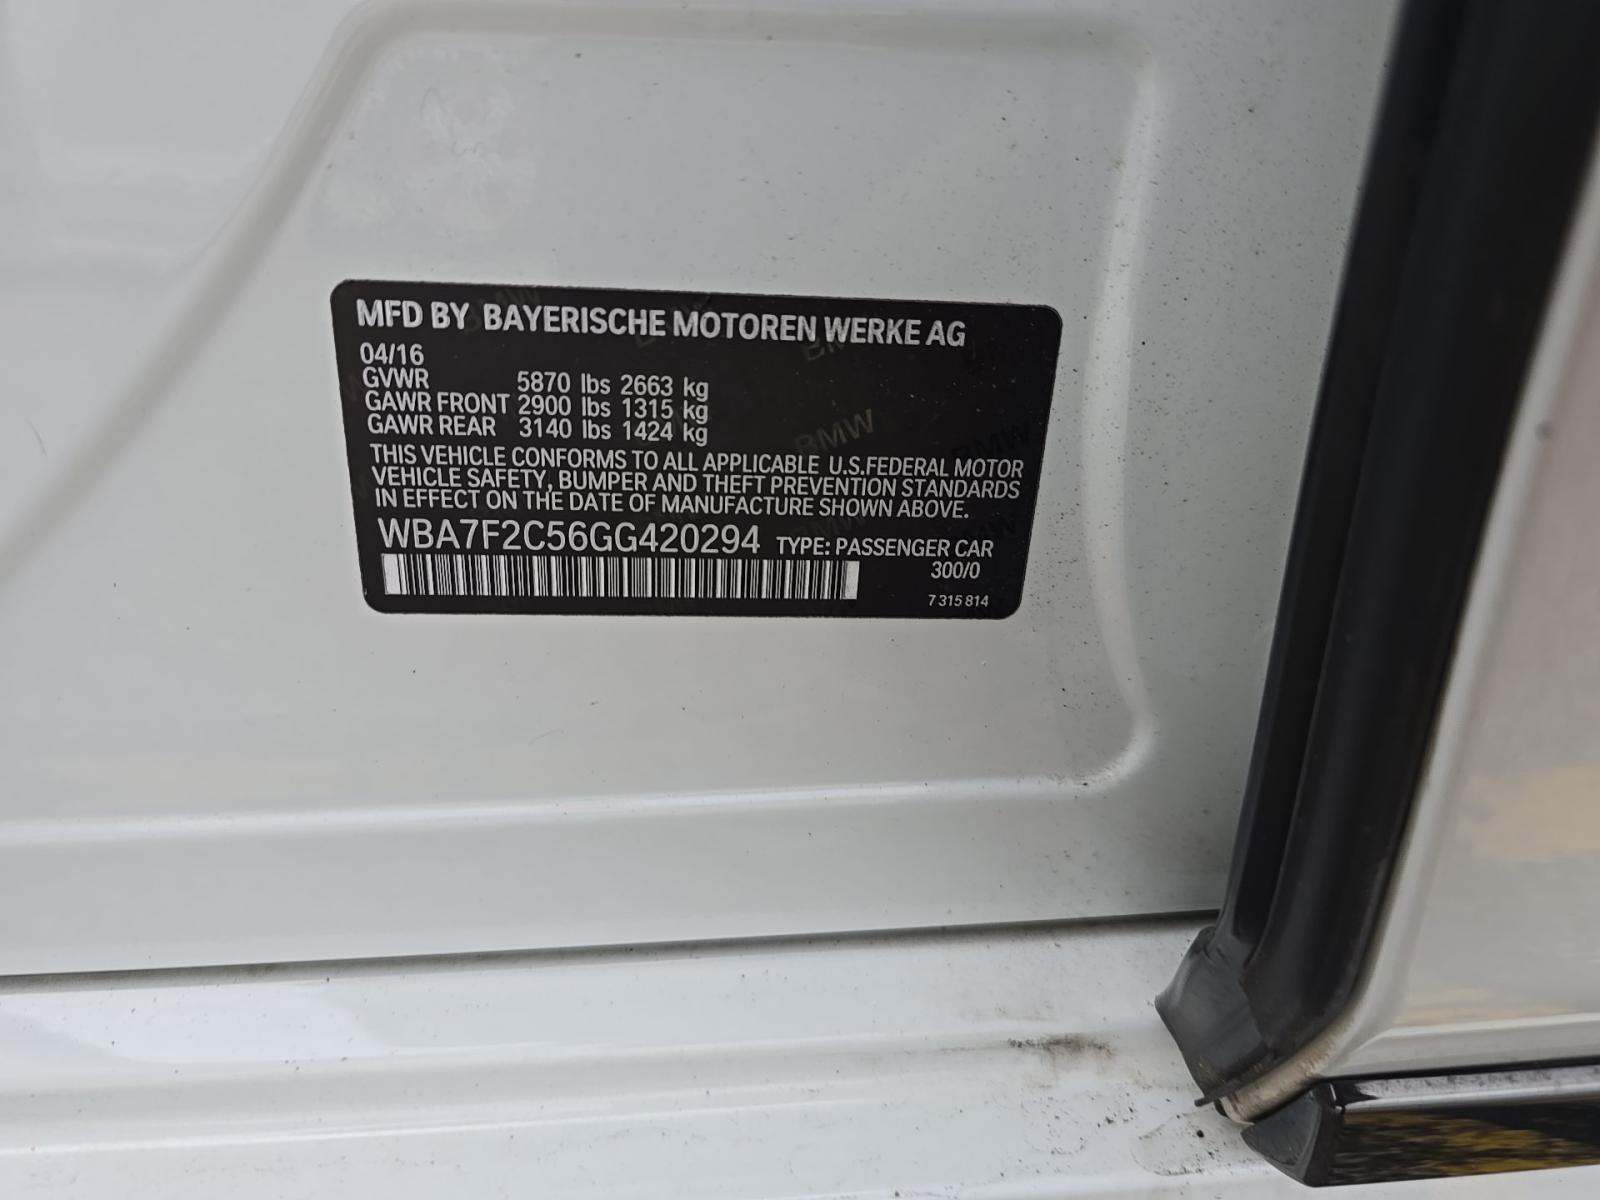 MFD BY BAYERISCHE MOTOREN WERKE AG
04/16
GVWR 5870 lbs 2663 kg
GAWR FRONT 2900 lbs 1315 kg
GAWR REAR 3140 lbs 1424 kg
THIS VEHICLE CONFORMS TO ALL APPLICABLE U.S.FEDERAL MOTOR
VEHICLE SAFETY, BUMPER AND THEFT PREVENTION STANDARDS
IN EFFECT ON THE DATE OF MANUFACTURE SHOWN ABOVE.
WBA7F2C56GG420294 TYPE: PASSENGER CAR
300/0
7 315 814